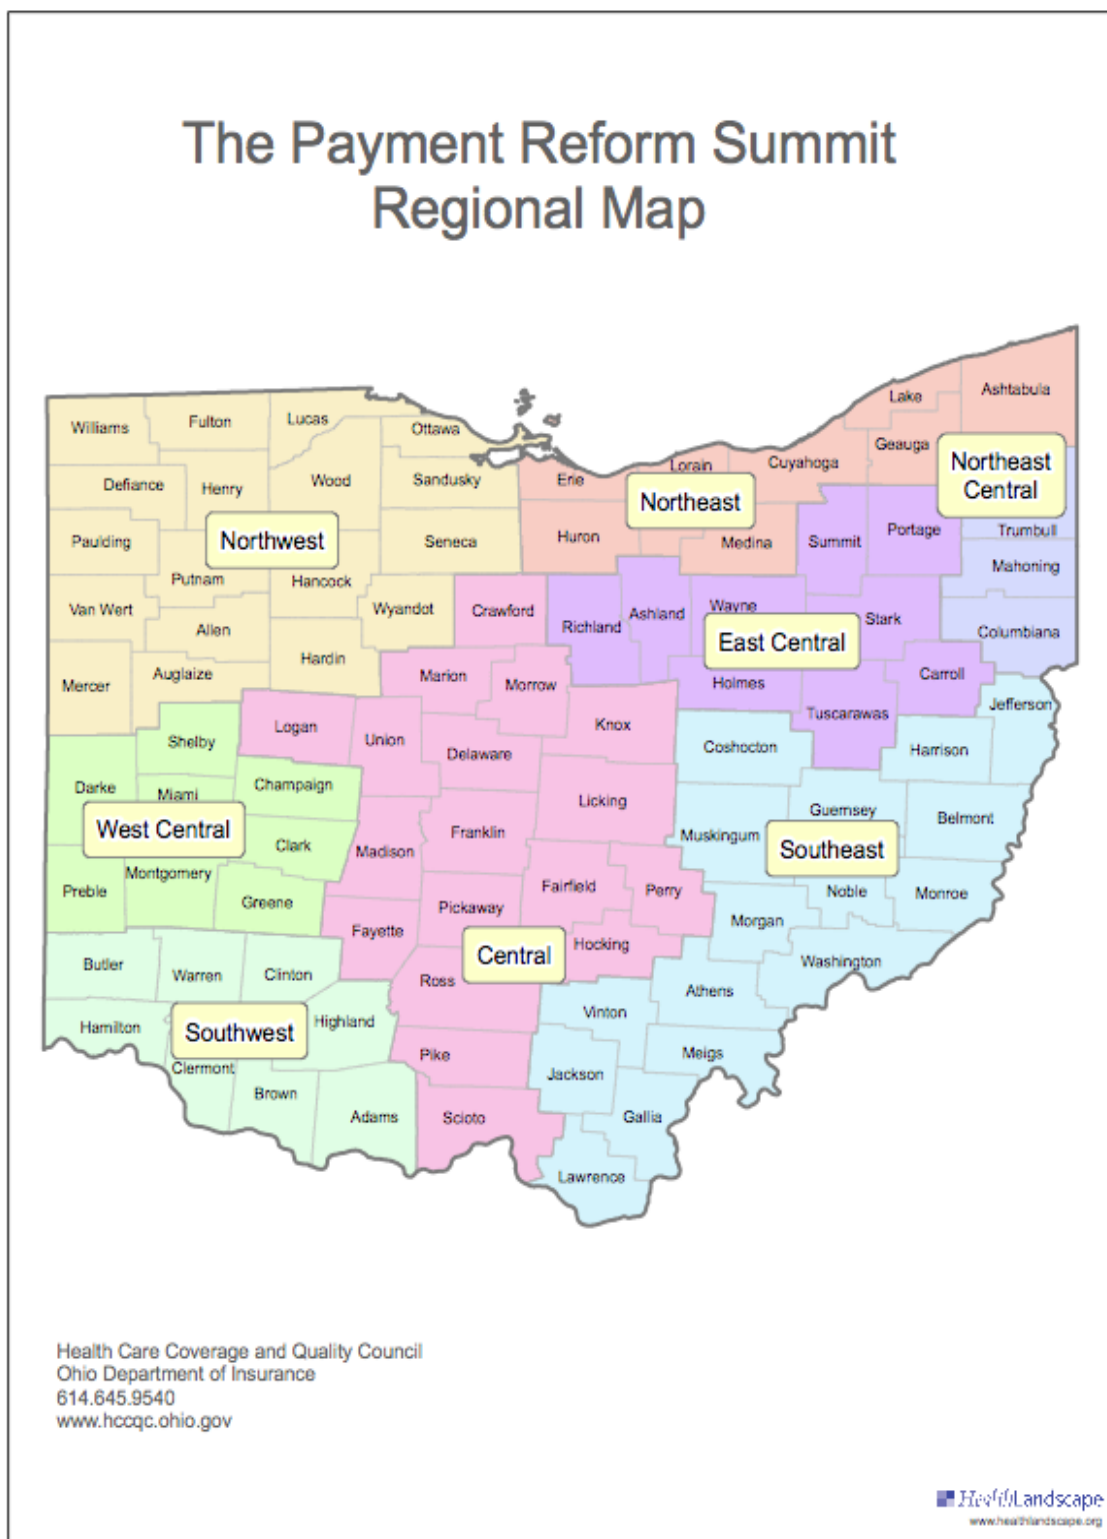 The Payment Reform Summit
Regional Map
Ashtabula
Lake
Geauga
Cuyahoga
Lorain
Erie
Northeast
Huron
Medina
Northeast
Central
Trumbull
Mahoning
Columbiana
Williams
Fulton
Lucas
Ottawa
Defiance
Henry
Wood
Sandusky
Northwest
Paulding
Seneca
Putnam
Hancock
Van Wert
Allen
Wyandot
Mercer
Auglaize
Hardin
Summit
Portage
Richland
Ashland
Wayne
Stark
East Central
Holmes
Carroll
Tuscarawas
Crawford
Marion
Morrow
Logan
Union
Knox
Delaware
Licking
Franklin
Madison
Fairfield
Perry
Pickaway
Fayette
Central
Hocking
Ross
Pike
Scioto
Shelby
Darke
Miami
Champaign
West Central
Clark
Preble
Montgomery
Greene
Jefferson
Coshocton
Harrison
Guernsey
Belmont
Muskingum
Southeast
Noble
Monroe
Morgan
Washington
Athens
Vinton
Meigs
Jackson
Gallia
Lawrence
Butler
Warren
Clinton
Hamilton
Southwest
Highland
Clermont
Brown
Adams
Health Care Coverage and Quality Council
Ohio Department of Insurance
614.645.9540
www.hccqc.ohio.gov
HealthLandscape
www.healthlandscape.org